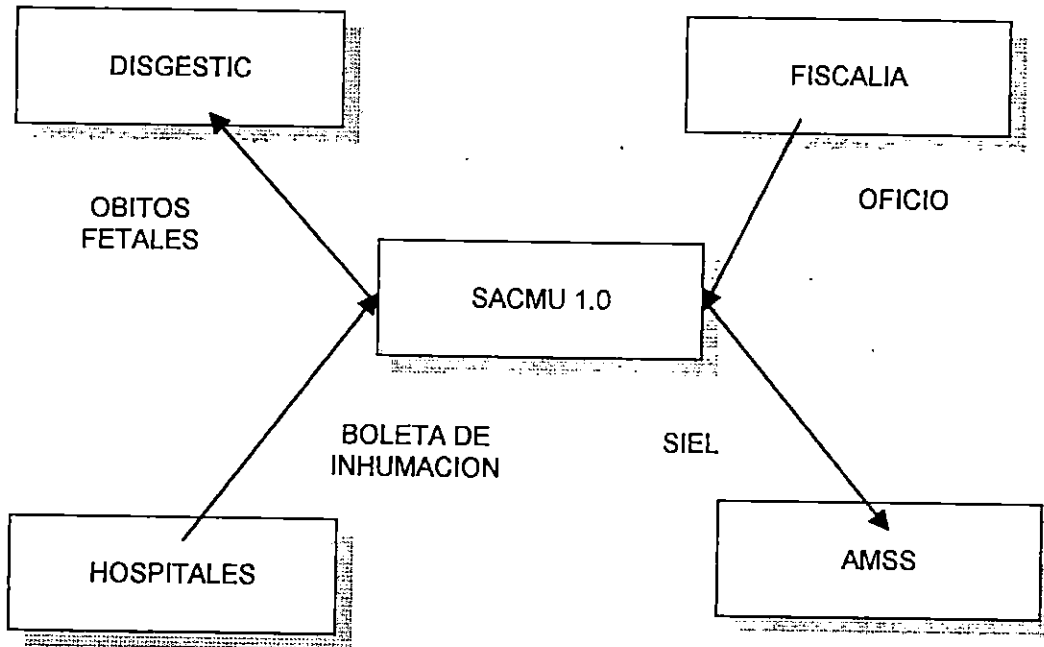 DISGESTIC
FISCALIA
OBITOS
FETALES
OFICIO
SACMU 1.0
BOLETA DE
INHUMACION
SIEL
HOSPITALES
AMSS